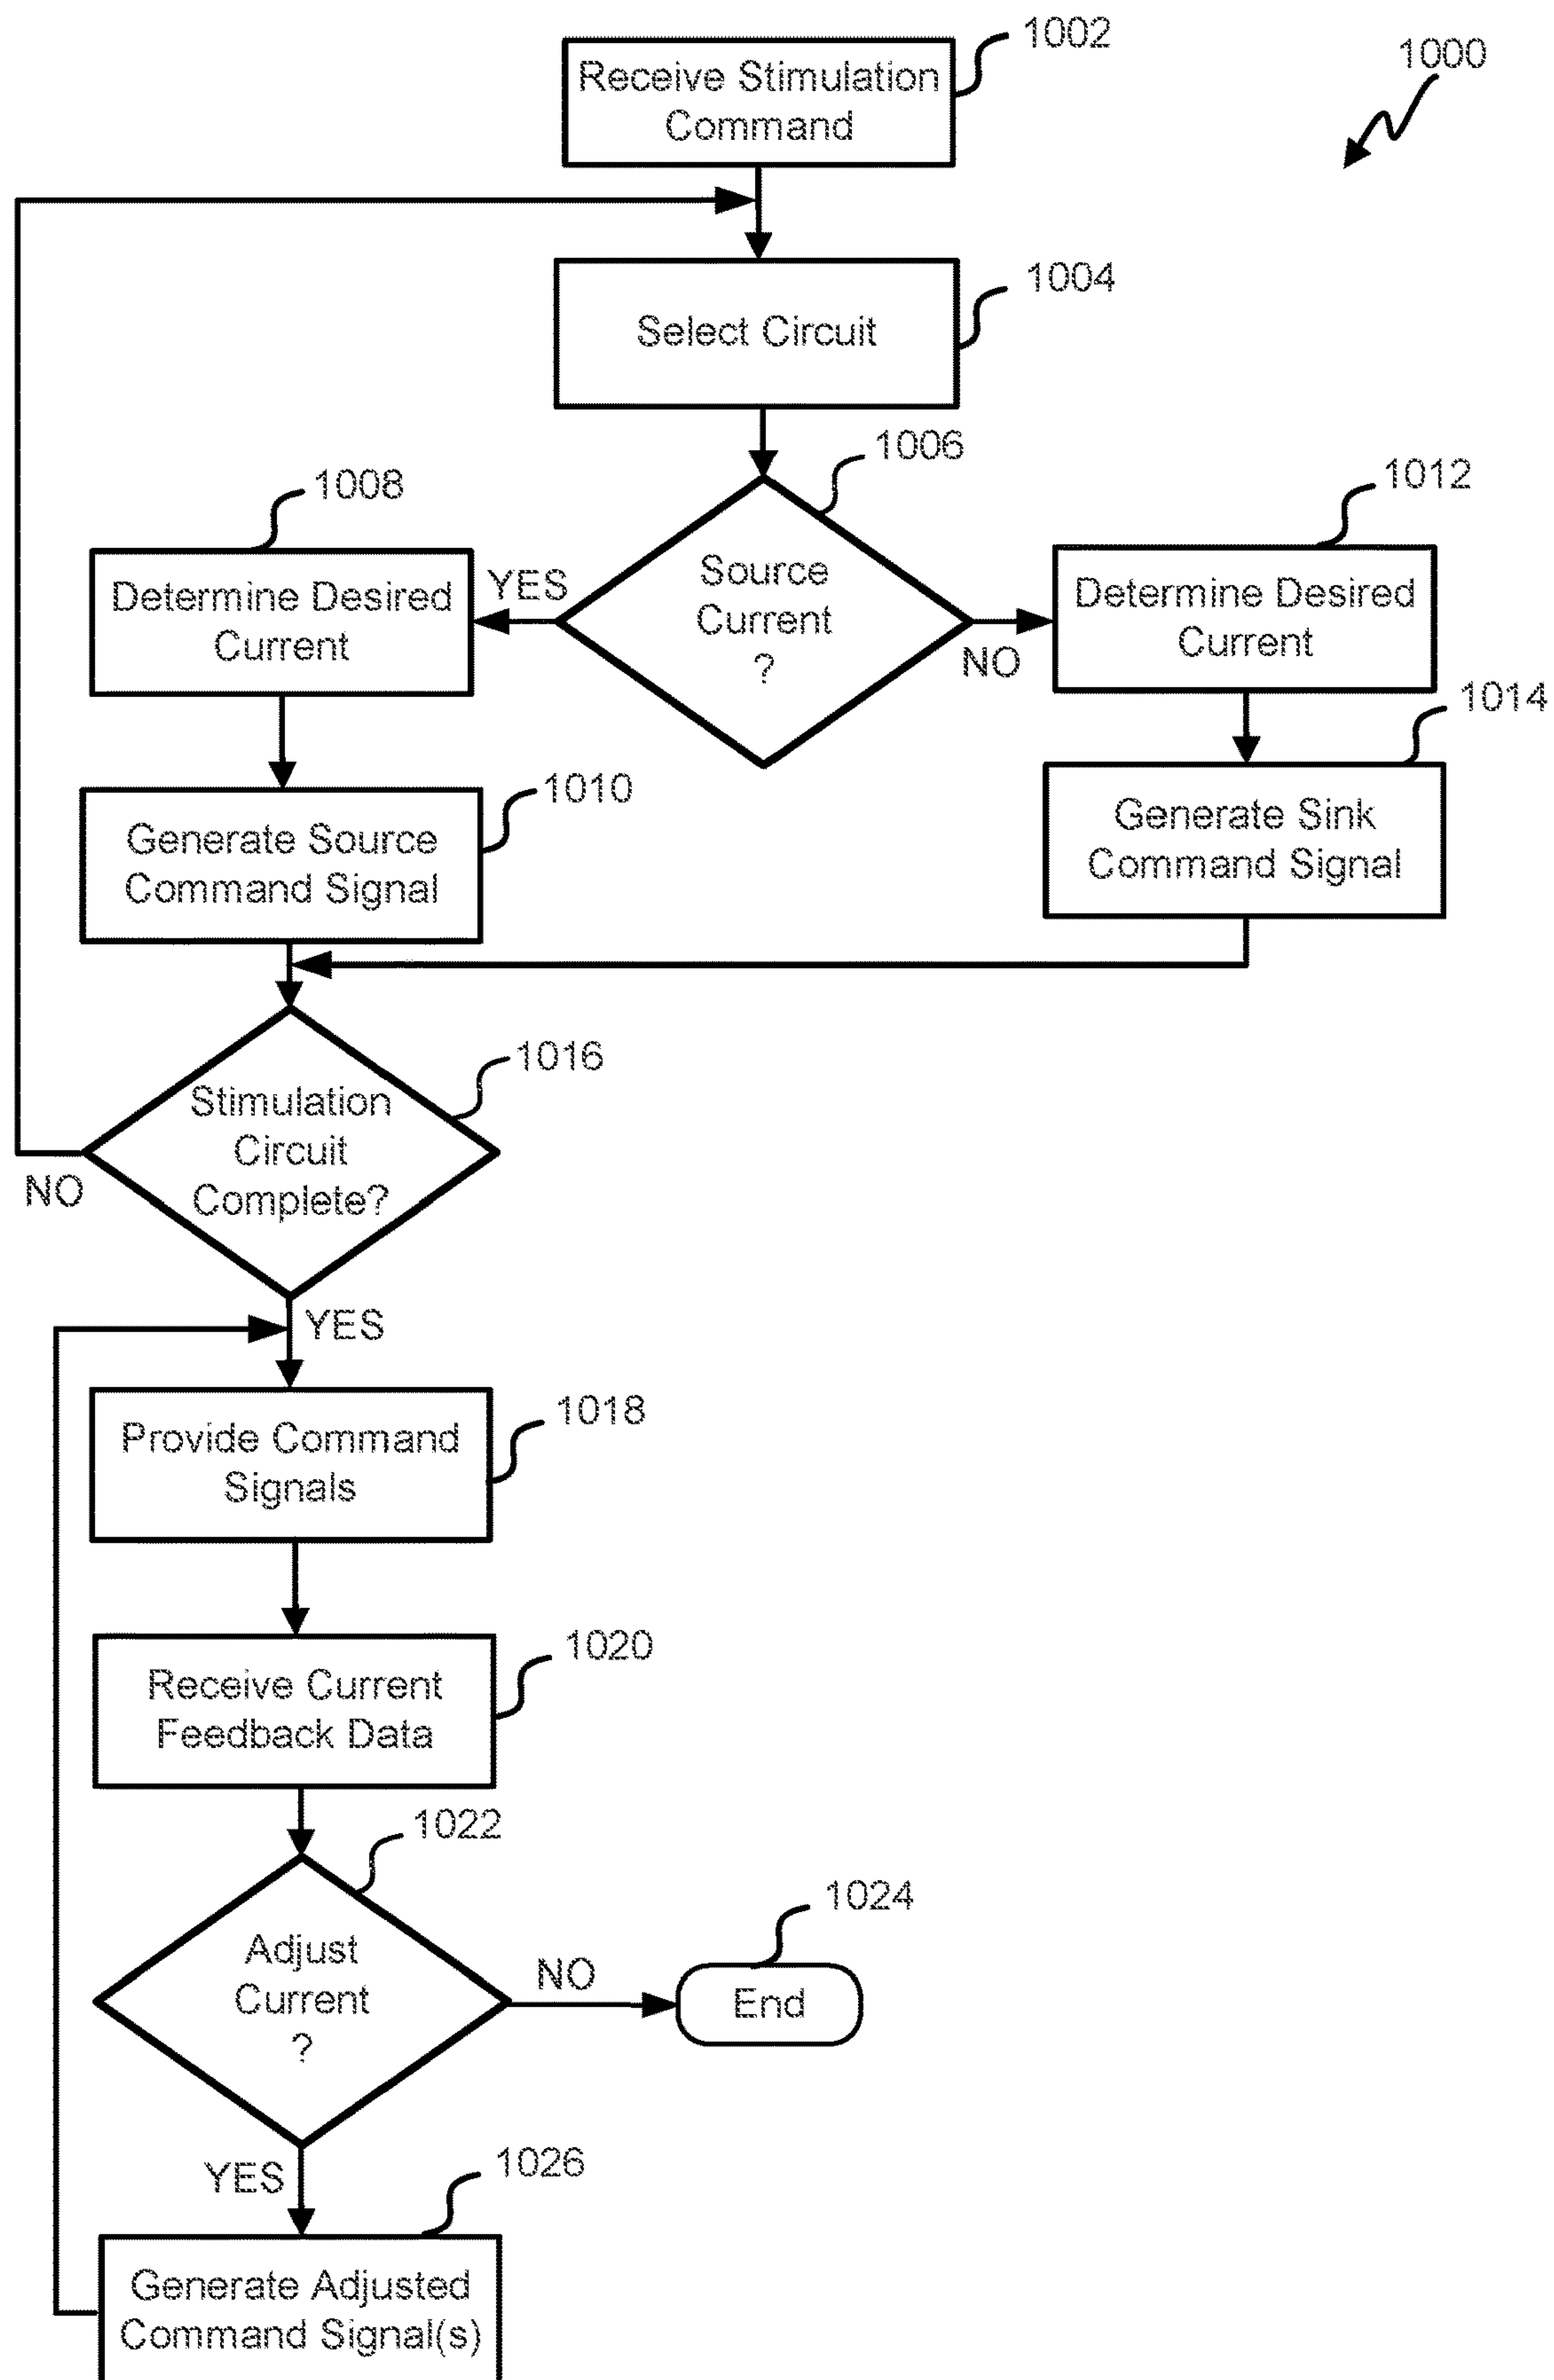 1002
Receive Stimulation
Command
1000
1004
Select Circuit
1006
Source
Current
?
YES
NO
1008
Determine Desired
Current
1012
Determine Desired
Current
1010
Generate Source
Command Signal
1014
Generate Sink
Command Signal
1016
Stimulation
Circuit
Complete?
NO
YES
1018
Provide Command
Signals
1020
Receive Current
Feedback Data
1022
Adjust
Current
?
NO
1024
End
YES
1026
Generate Adjusted
Command Signal(s)